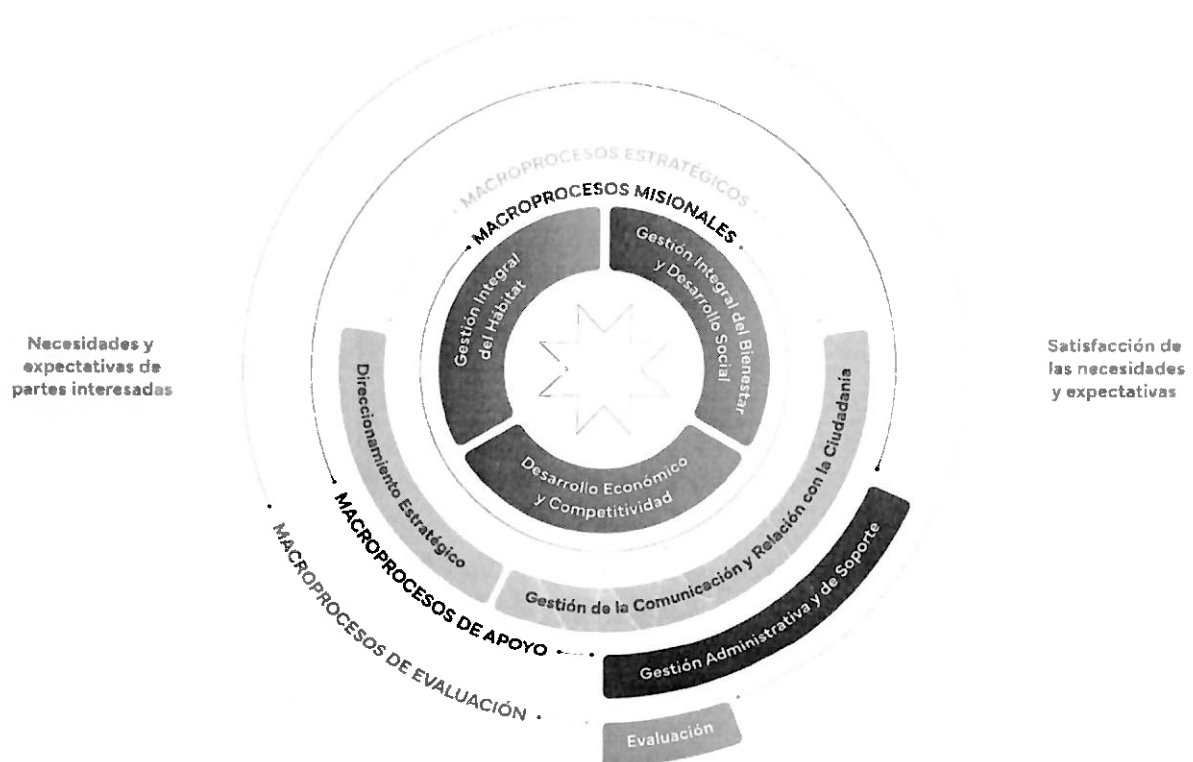 MACROPROCESOS ESTRATÉGICOS
MACROPROCESOS MISIONALES
Gestión Integral
del Hábitat
Gestión Integral del Bienestar
y Desarrollo Social
Desarrollo Económico
y Competitividad
Necesidades y
expectativas de
partes interesadas
Satisfacción de
las necesidades
y expectativas
Direccionamiento Estratégico
Gestión de la Comunicación y Relación con la Ciudadanía
MACROPROCESOS DE APOYO
Gestión Administrativa y de Soporte
MACROPROCESOS DE EVALUACIÓN
Evaluación